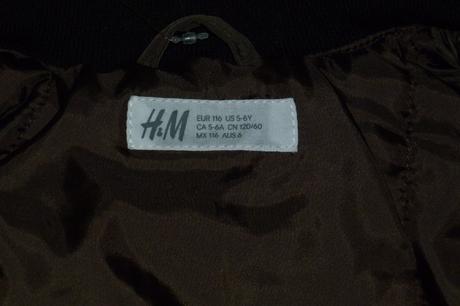 H&M
EUR 116 US 5-6Y
CA 5-6A CN 120/60
MX 116 AUS 6